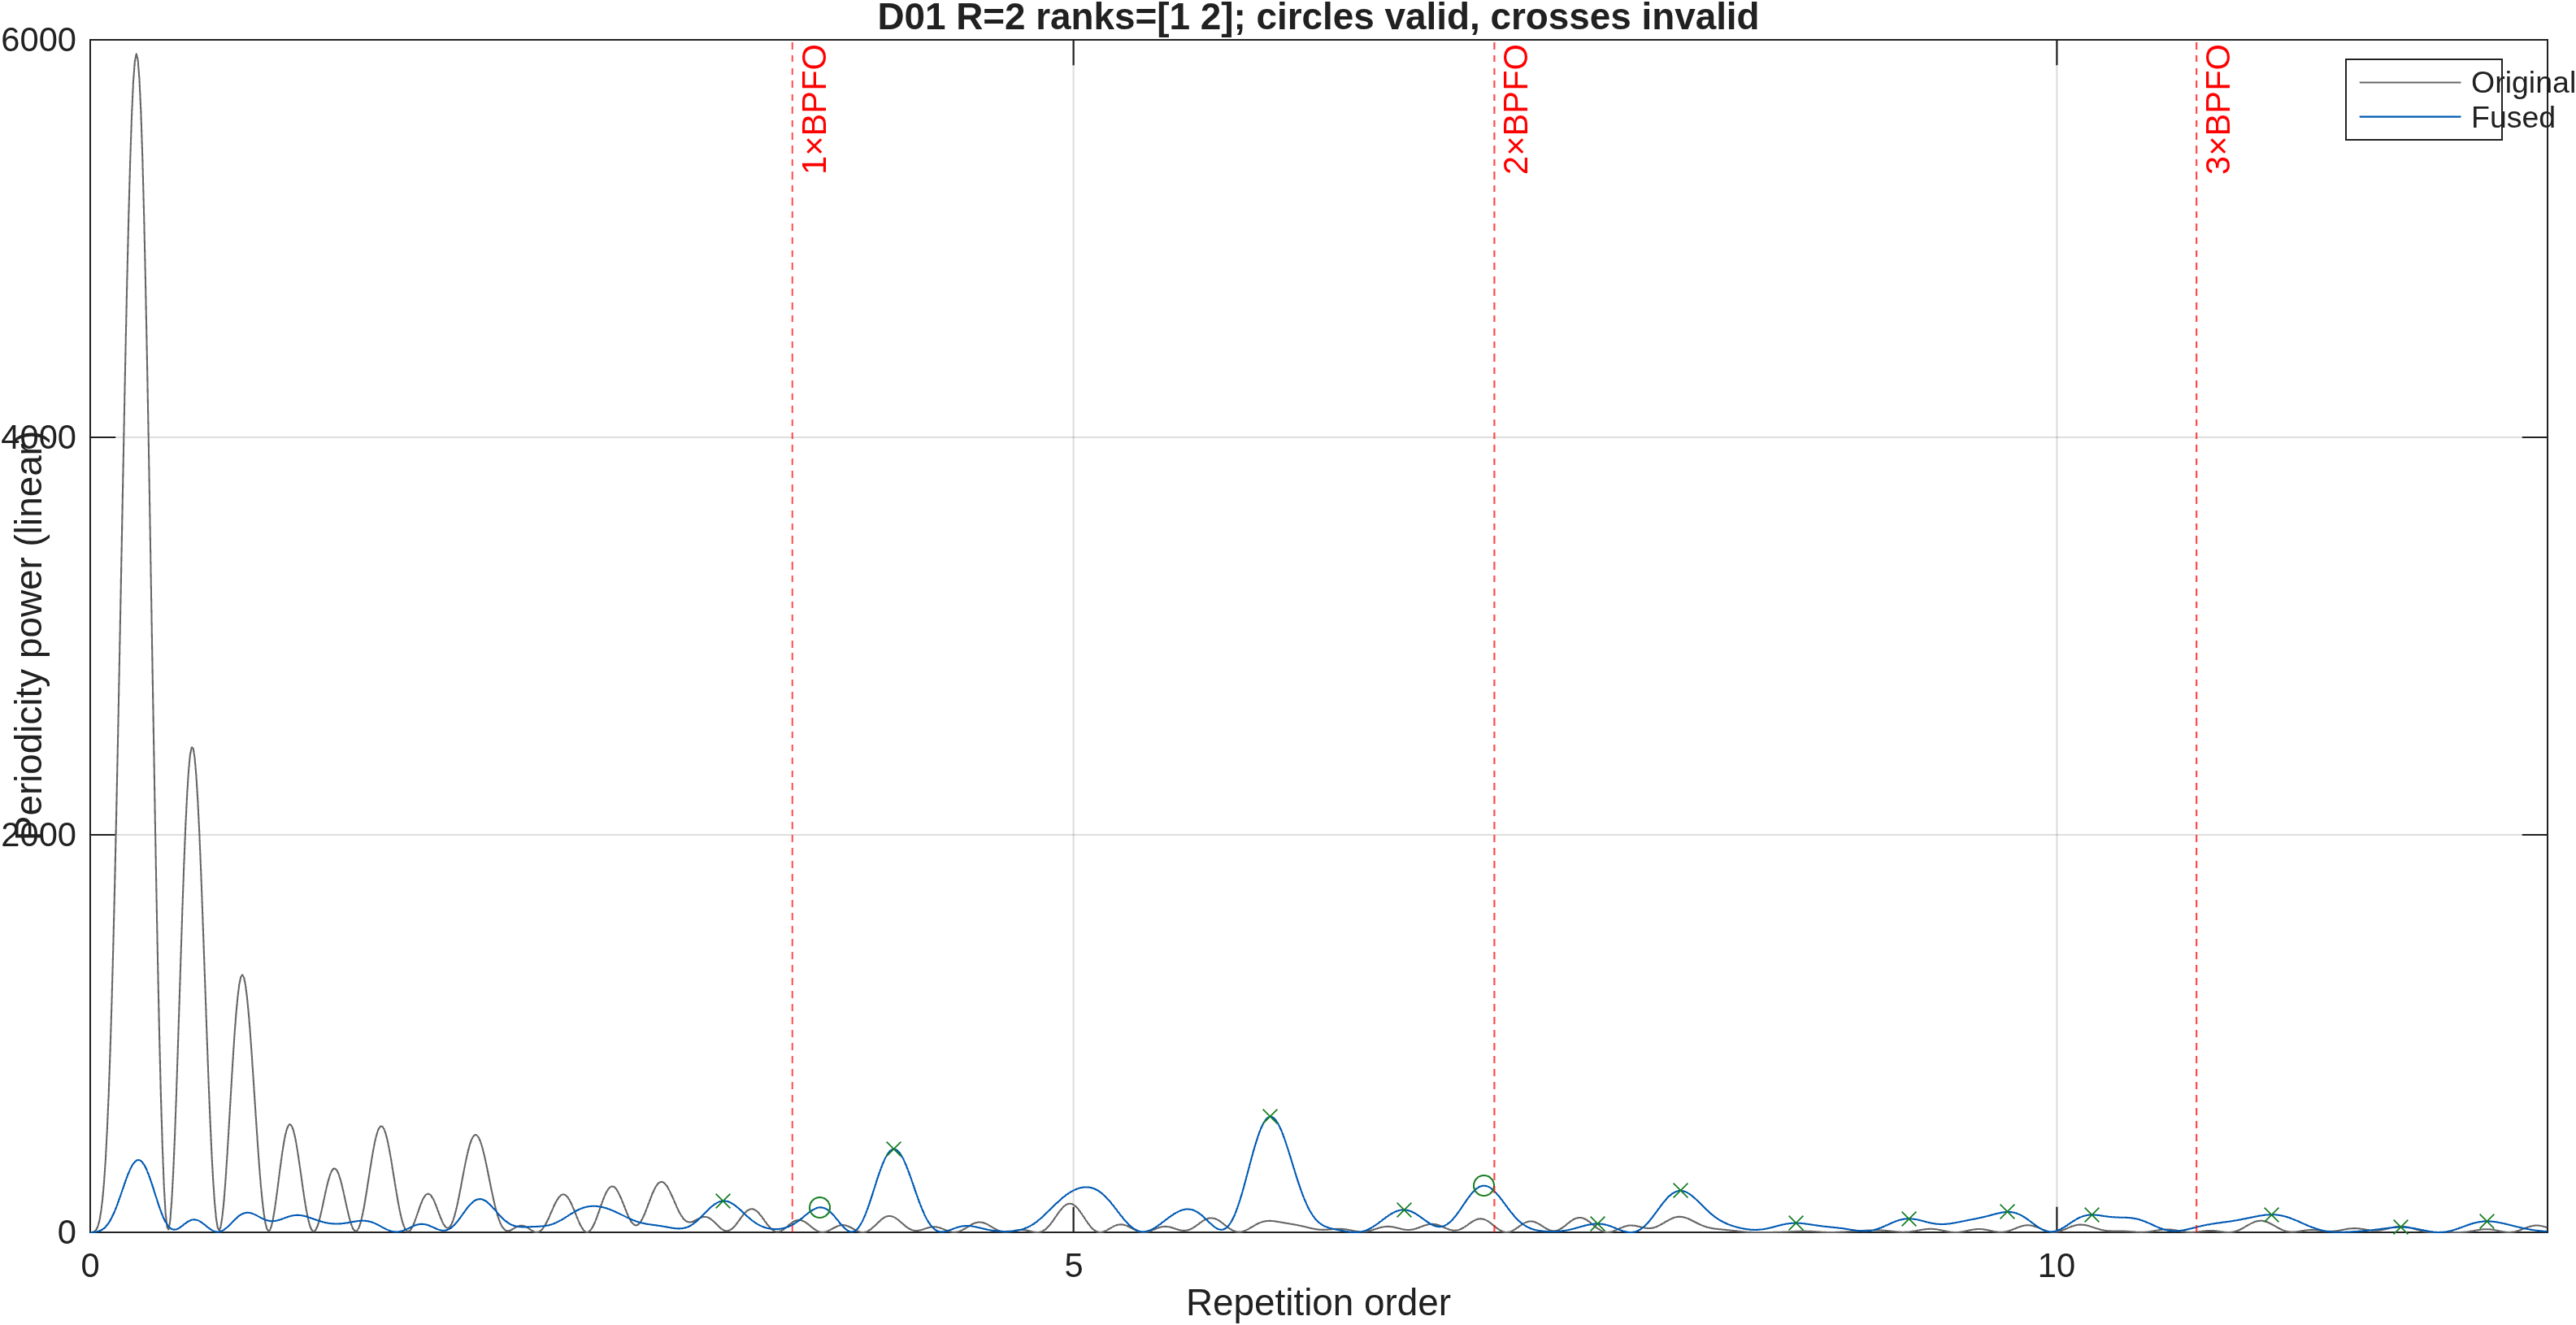 D01 R=2 ranks=[1 2]; circles valid, crosses invalid
6000
4000
2000
0
Periodicity power (linear)
1×BPFO
2×BPFO
3×BPFO
Original
Fused
0
5
10
Repetition order